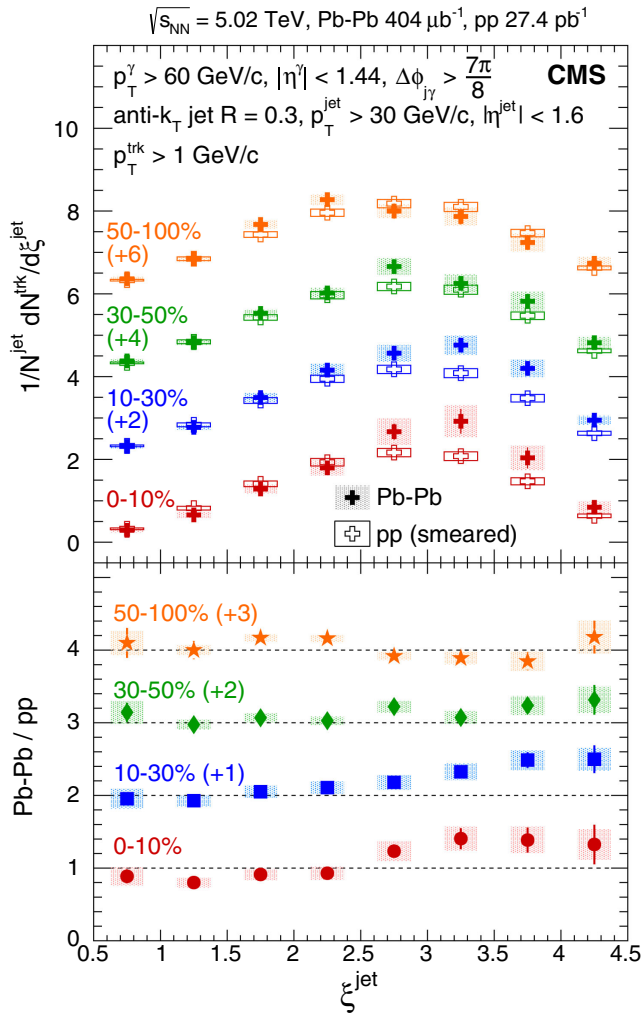 √s_NN = 5.02 TeV, Pb-Pb 404 μb⁻¹, pp 27.4 pb⁻¹
p_T^γ > 60 GeV/c, |η^γ| < 1.44, Δϕ_jγ > 7π/8
CMS
anti-k_T jet R = 0.3, p_T^jet > 30 GeV/c, |η^jet| < 1.6
p_T^trk > 1 GeV/c
1/N^jet dN^trk/dξ^jet
10
8
6
4
2
0
50-100%
(+6)
30-50%
(+4)
10-30%
(+2)
0-10%
Pb-Pb
pp (smeared)
Pb-Pb / pp
4
3
2
1
0
50-100% (+3)
30-50% (+2)
10-30% (+1)
0-10%
0.5 1 1.5 2 2.5 3 3.5 4 4.5
ξ^jet